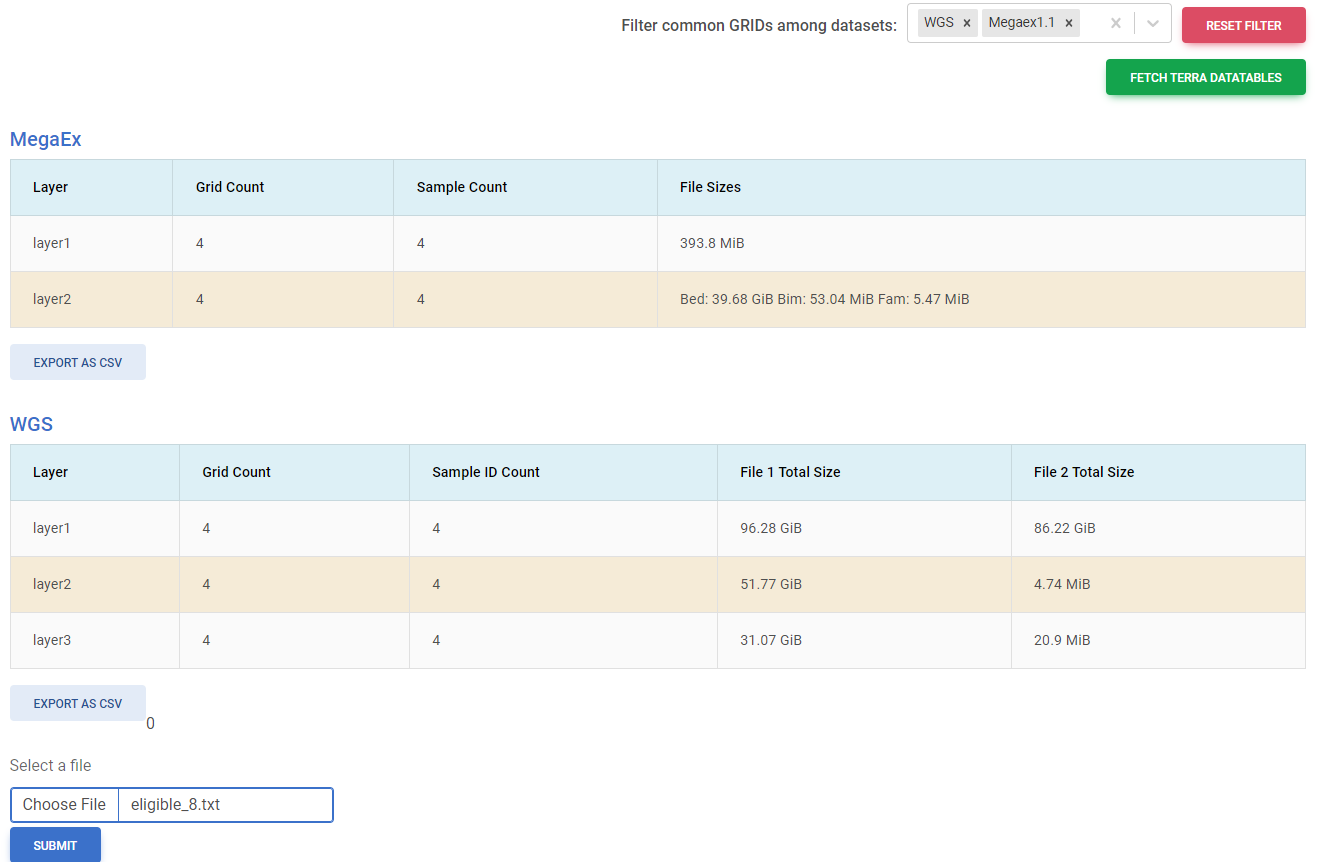 Filter common GRIDs among datasets: WGS × Megaex1.1 × × RESET FILTER
FETCH TERRA DATATABLES
MegaEx
Layer Grid Count Sample Count File Sizes
layer1 4 4 393.8 MiB
layer2 4 4 Bed: 39.68 GiB Bim: 53.04 MiB Fam: 5.47 MiB
EXPORT AS CSV
WGS
Layer Grid Count Sample ID Count File 1 Total Size File 2 Total Size
layer1 4 4 96.28 GiB 86.22 GiB
layer2 4 4 51.77 GiB 4.74 MiB
layer3 4 4 31.07 GiB 20.9 MiB
EXPORT AS CSV
0
Select a file
Choose File eligible_8.txt
SUBMIT